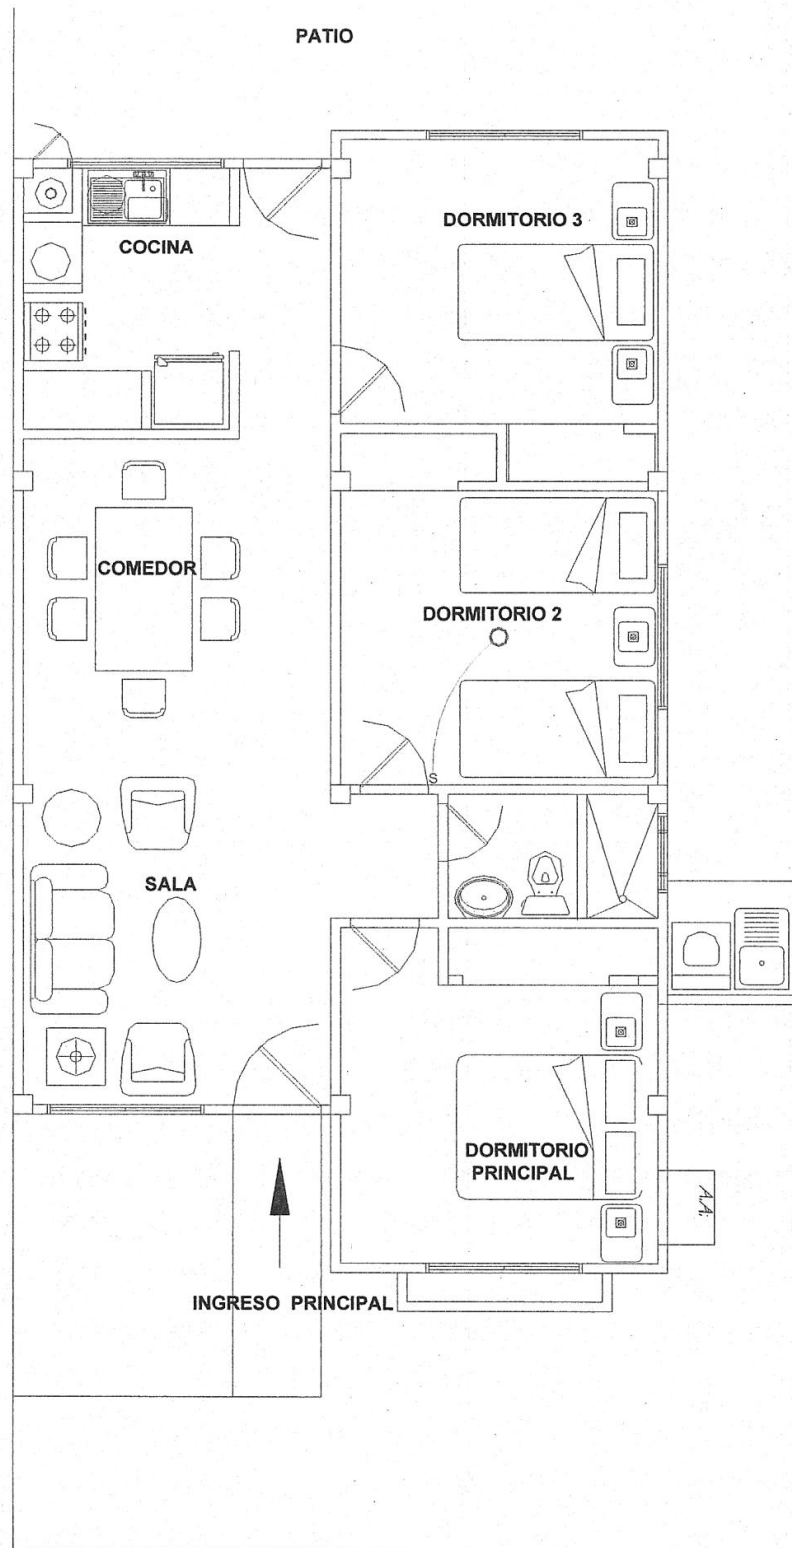 PATIO
DORMITORIO 3
COCINA
COMEDOR
DORMITORIO 2
S
SALA
DORMITORIO
PRINCIPAL
A.A.
INGRESO PRINCIPAL